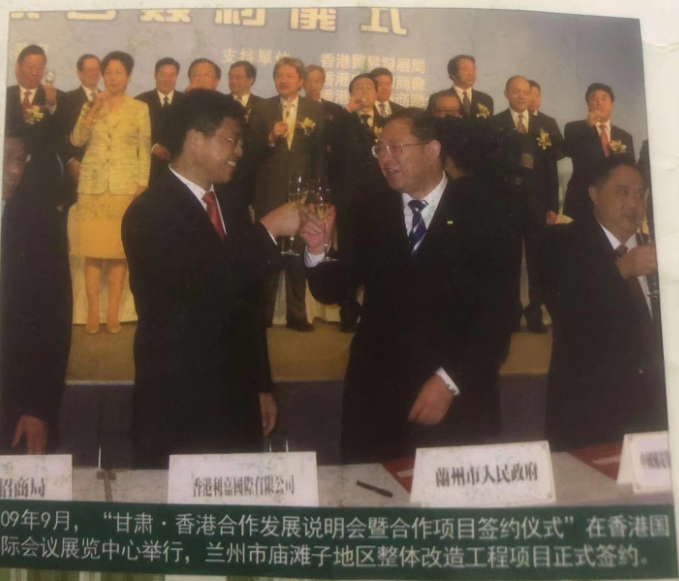 签约仪式
支持單位
香港貿易發展局
招商局
香港利嘉國際有限公司
蘭州市人民政府
09年9月，“甘肃·香港合作发展说明会暨合作项目签约仪式”在香港国
际会议展览中心举行，兰州市庙滩子地区整体改造工程项目正式签约。